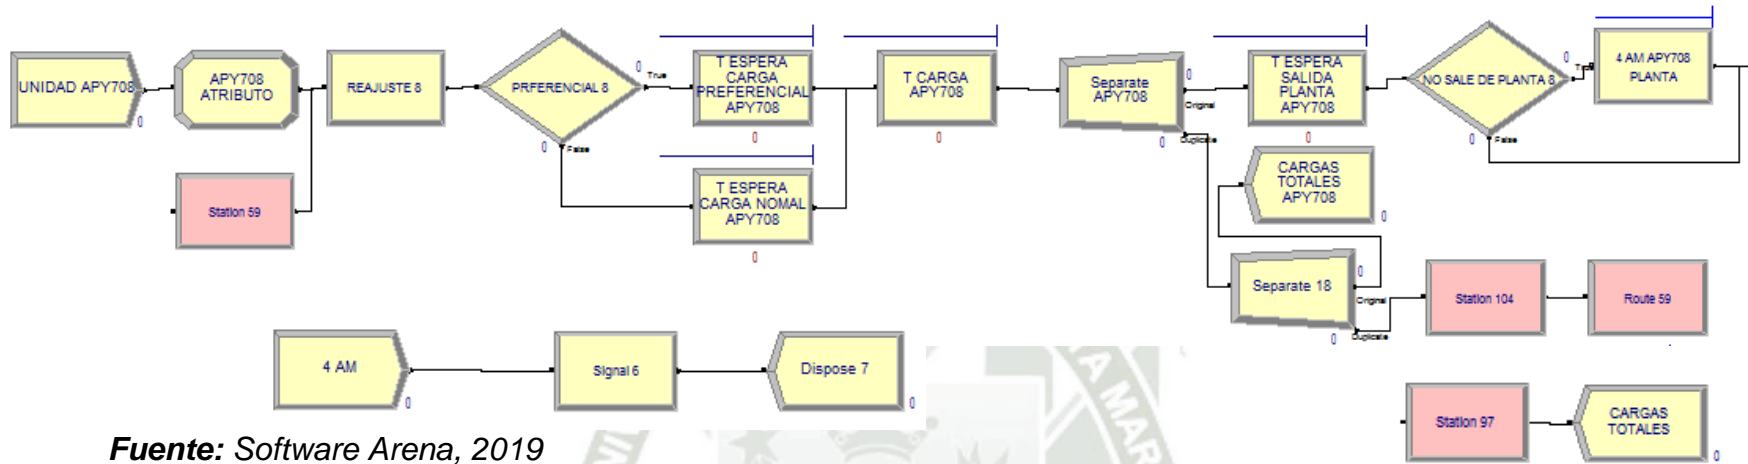 UNIDAD APY708
0
APY708
ATRIBUTO
REAJUSTE 8
PRFERENCIAL 8
0
True
0
False
T ESPERA
CARGA
PREFERENCIAL
APY708
0
T ESPERA
CARGA NOMAL
APY708
0
T CARGA
APY708
0
Separate
APY708
0
Original
0
Duplicate
T ESPERA
SALIDA
PLANTA
APY708
0
NO SALE DE PLANTA 8
0
True
0
False
4 AM APY708
PLANTA
Station 59
CARGAS
TOTALES
APY708
0
Separate 18
0
Original
0
Duplicate
Station 104
Route 59
4 AM
0
Signal 6
Dispose 7
0
Station 97
CARGAS
TOTALES
0
A MAR
Fuente: Software Arena, 2019